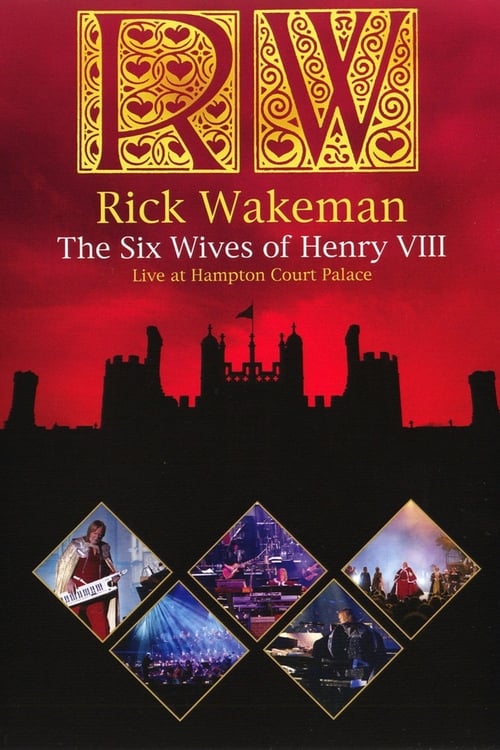 RW
Rick Wakeman
The Six Wives of Henry VIII
Live at Hampton Court Palace